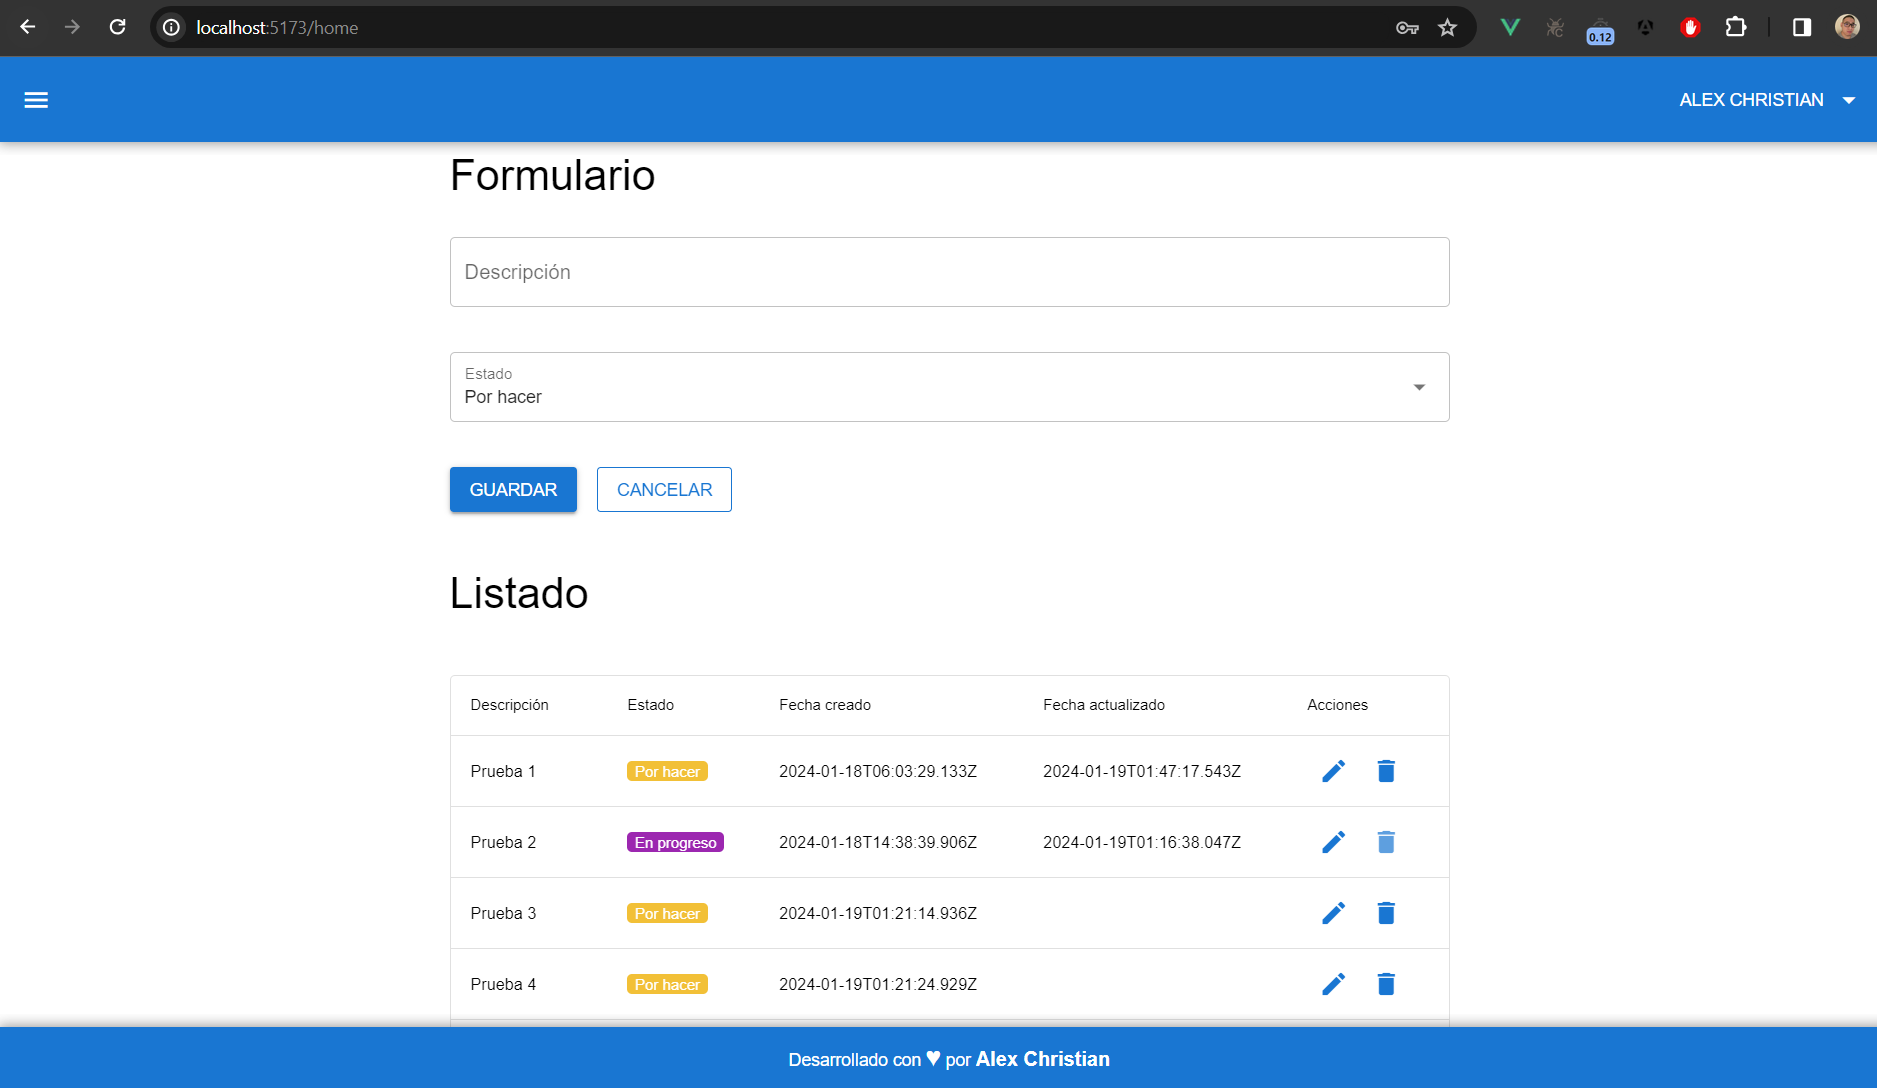 localhost:5173/home
0.12
ALEX CHRISTIAN
Formulario
Descripción
Estado
Por hacer
GUARDAR CANCELAR
Listado
Descripción Estado Fecha creado Fecha actualizado Acciones
Prueba 1 Por hacer 2024-01-18T06:03:29.133Z 2024-01-19T01:47:17.543Z
Prueba 2 En progreso 2024-01-18T14:38:39.906Z 2024-01-19T01:16:38.047Z
Prueba 3 Por hacer 2024-01-19T01:21:14.936Z
Prueba 4 Por hacer 2024-01-19T01:21:24.929Z
Desarrollado con ♥ por Alex Christian